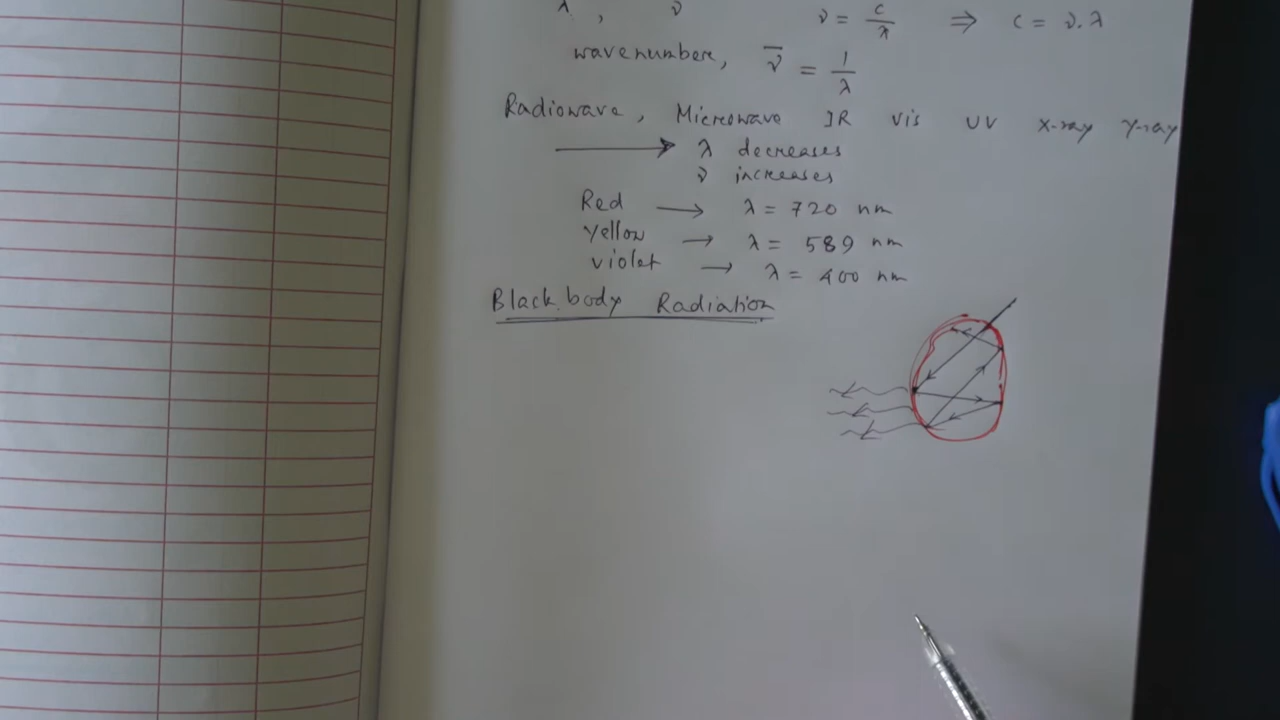 λ, ν ν = c/λ ⇒ c = ν.λ
wavenumbere, ν̅ = 1/λ
Radiowave, Microwave IR vis UV X-ray γ-ray
→ λ decreases
ν increases
Red → λ = 720 nm
Yellow → λ = 589 nm
violet → λ = 400 nm
Black body Radiation